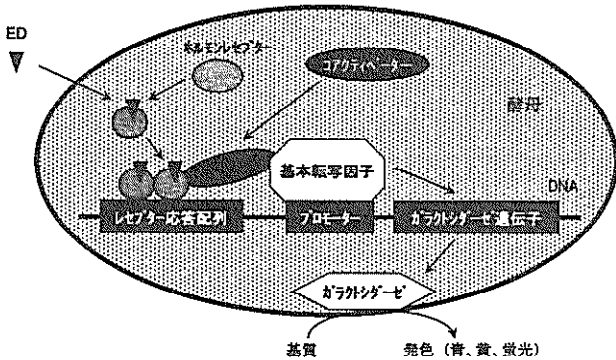 ED
ホルモンレセプター
コアクティベーター
酵母
基本転写因子
DNA
レセプター応答配列
プロモーター
ガラクトシダーゼ遺伝子
ガラクトシダーゼ
基質
発色（青、黄、蛍光）